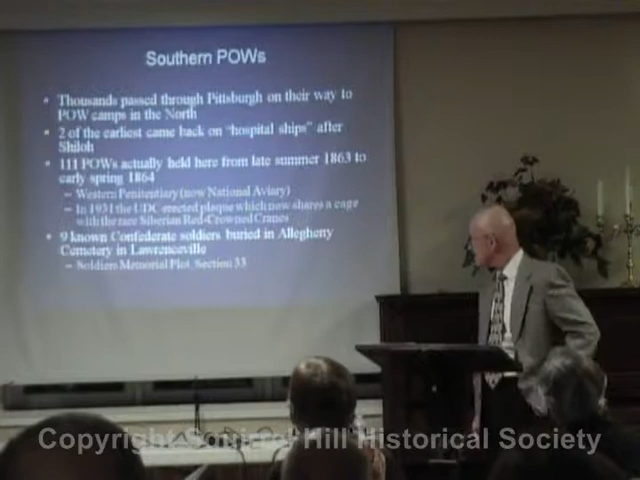 Southern POWs
• Thousands passed through Pittsburgh on their way to
POW camps in the North
• 2 of the earliest came back on "hospital ships" after
Shiloh
• 111 POWs actually held here from late summer 1863 to
early spring 1864
– Western Penitentiary (now National Aviary)
– In 1931 the UDC erected plaque which now shares a cage
with the rare Siberian Red-Crowned Cranes
• 9 known Confederate soldiers buried in Allegheny
Cemetery in Lawrenceville
– Soldiers Memorial Plot, Section 33
Copyright Squirrel Hill Historical Society